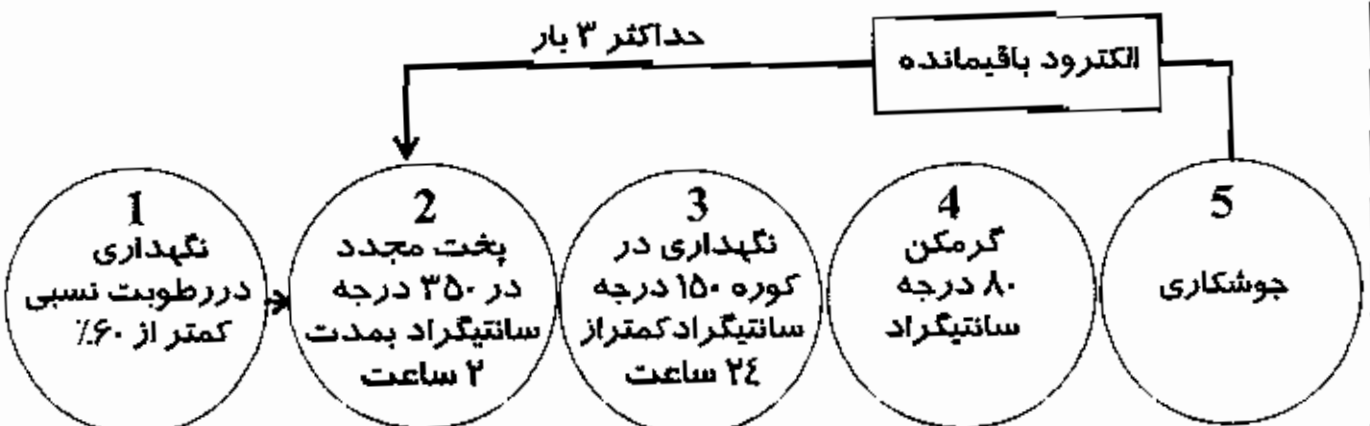 حداکثر ۳ بار
الکترود باقیمانده
1
نگهداری
دررطوبت نسبی
کمتر از ۶۰٪
2
پخت مجدد
در ۳۵۰ درجه
سانتیگراد بمدت
۲ ساعت
3
نگهداری در
کوره ۱۵۰ درجه
سانتیگراد کمتراز
۲٤ ساعت
4
گرمکن
۸۰ درجه
سانتیگراد
5
جوشکاری